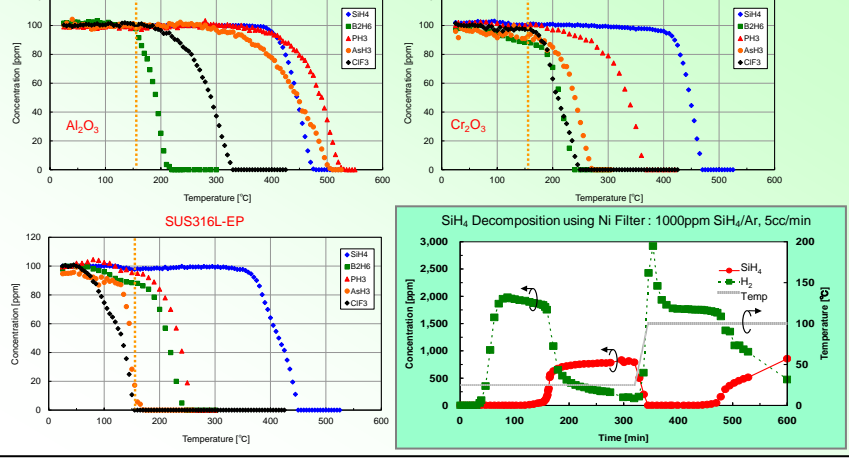 100
80
60
40
20
0
Concentration [ppm]
SiH4
B2H6
PH3
AsH3
ClF3
Al₂O₃
0 100 200 300 400 500 600
Temperature [°C]
100
80
60
40
20
0
Concentration [ppm]
SiH4
B2H6
PH3
AsH3
ClF3
Cr₂O₃
0 100 200 300 400 500 600
Temperature [°C]
SUS316L-EP
120
100
80
60
40
20
0
Concentration [ppm]
SiH4
B2H6
PH3
AsH3
ClF3
0 100 200 300 400 500 600
Temperature [°C]
SiH₄ Decomposition using Ni Filter : 1000ppm SiH₄/Ar, 5cc/min
3,000
2,500
2,000
1,500
1,000
500
0
Concentration [ppm]
SiH₄
H₂
Temp
200
150
100
50
0
Temperature [℃]
0 100 200 300 400 500 600
Time [min]